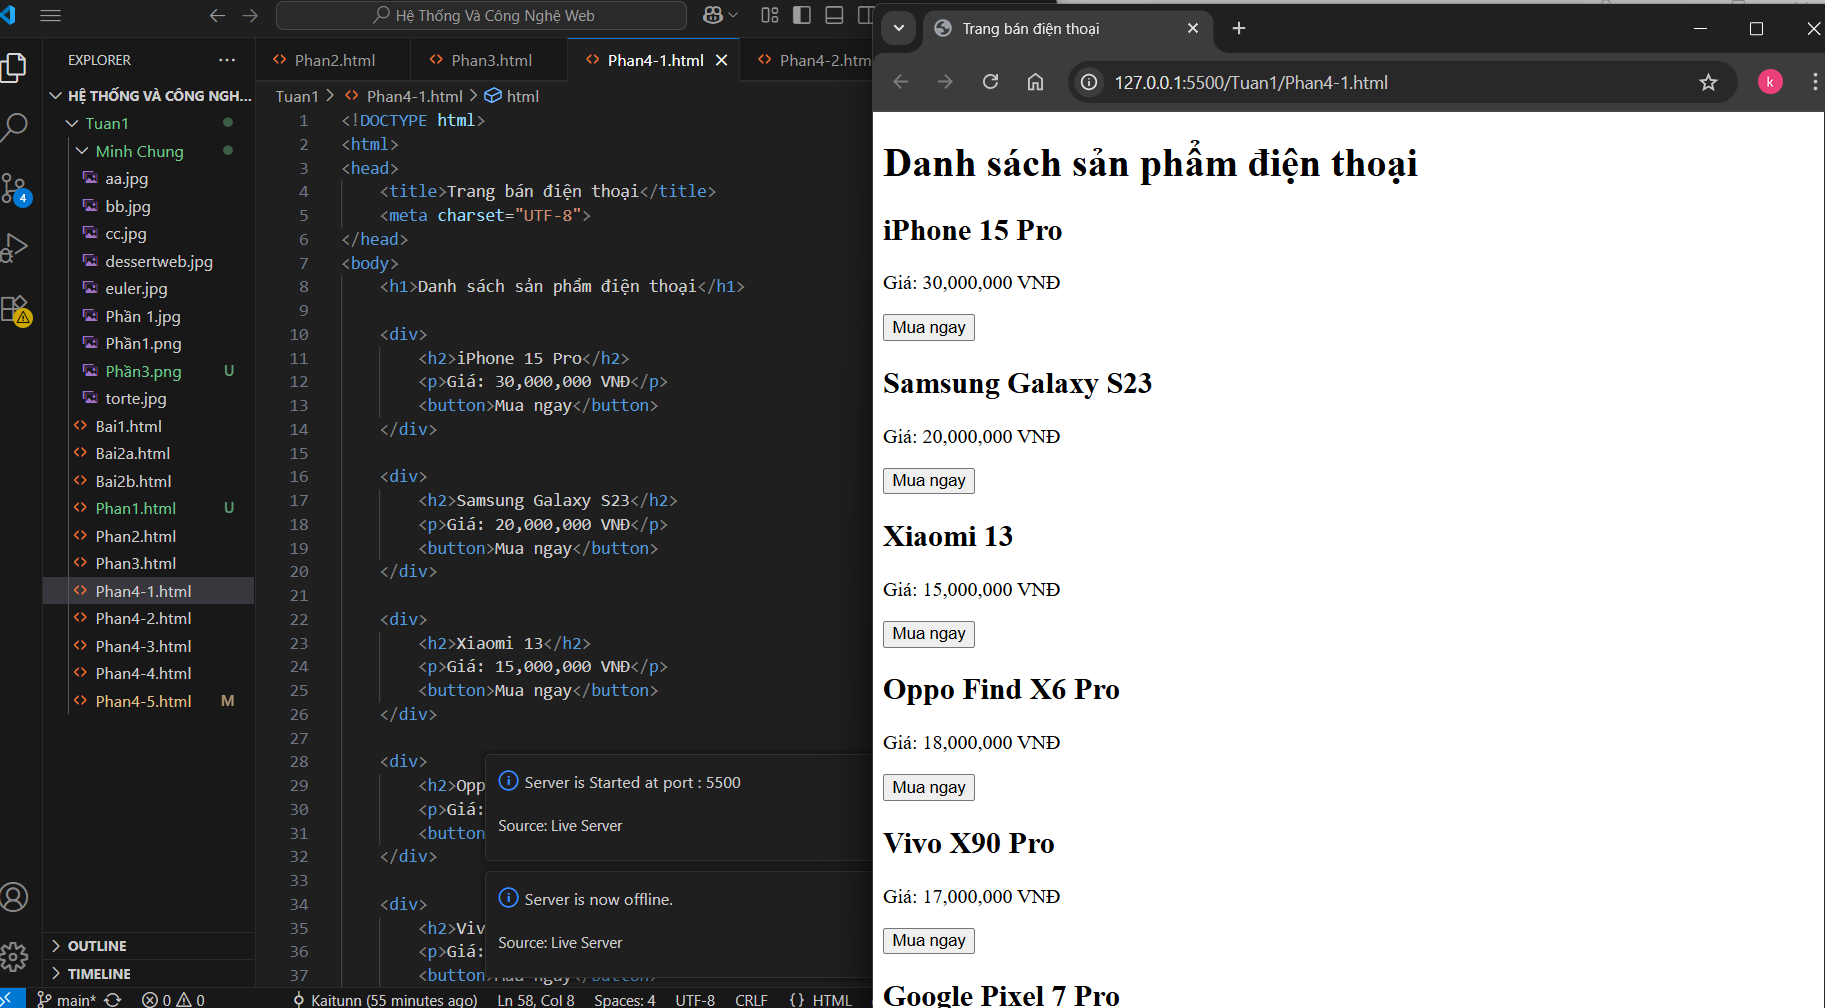 Hệ Thống Và Công Nghệ Web
EXPLORER
HỆ THỐNG VÀ CÔNG NGH...
Tuan1
Minh Chung
aa.jpg
bb.jpg
cc.jpg
dessertweb.jpg
euler.jpg
Phần 1.jpg
Phần1.png
Phần3.png U
torte.jpg
Bai1.html
Bai2a.html
Bai2b.html
Phan1.html U
Phan2.html
Phan3.html
Phan4-1.html
Phan4-2.html
Phan4-3.html
Phan4-4.html
Phan4-5.html M
OUTLINE
TIMELINE
4
Phan2.html
Phan3.html
Phan4-1.html
Phan4-2.htm
Tuan1 > Phan4-1.html > html
1 <!DOCTYPE html>
2 <html>
3 <head>
4 <title>Trang bán điện thoại</title>
5 <meta charset="UTF-8">
6 </head>
7 <body>
8 <h1>Danh sách sản phẩm điện thoại</h1>
9
10 <div>
11 <h2>iPhone 15 Pro</h2>
12 <p>Giá: 30,000,000 VNĐ</p>
13 <button>Mua ngay</button>
14 </div>
15
16 <div>
17 <h2>Samsung Galaxy S23</h2>
18 <p>Giá: 20,000,000 VNĐ</p>
19 <button>Mua ngay</button>
20 </div>
21
22 <div>
23 <h2>Xiaomi 13</h2>
24 <p>Giá: 15,000,000 VNĐ</p>
25 <button>Mua ngay</button>
26 </div>
27
28 <div>
29 <h2>Opp
30 <p>Giá:
31 <button
32 </div>
33
34 <div>
35 <h2>Viv
36 <p>Giá:
37 <button>Mua ngay</button>
Server is Started at port : 5500
Source: Live Server
Server is now offline.
Source: Live Server
main* 0 0 Kaitunn (55 minutes ago) Ln 58, Col 8 Spaces: 4 UTF-8 CRLF {} HTML
Trang bán điện thoại
127.0.0.1:5500/Tuan1/Phan4-1.html
k
Danh sách sản phẩm điện thoại
iPhone 15 Pro
Giá: 30,000,000 VNĐ
Mua ngay
Samsung Galaxy S23
Giá: 20,000,000 VNĐ
Mua ngay
Xiaomi 13
Giá: 15,000,000 VNĐ
Mua ngay
Oppo Find X6 Pro
Giá: 18,000,000 VNĐ
Mua ngay
Vivo X90 Pro
Giá: 17,000,000 VNĐ
Mua ngay
Google Pixel 7 Pro